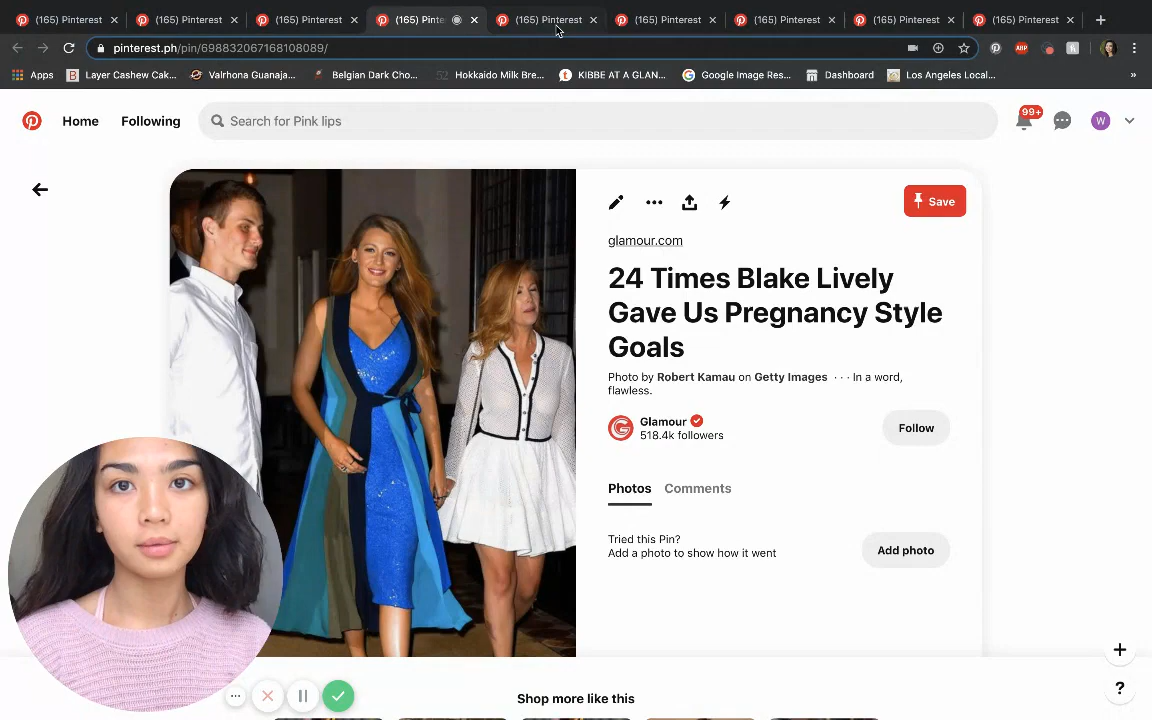 (165) Pinterest (165) Pinterest (165) Pinterest (165) Pinte (165) Pinterest (165) Pinterest (165) Pinterest (165) Pinterest (165) Pinterest
pinterest.ph/pin/698832067168108089/
ABP
Apps Layer Cashew Cak... Valrhona Guanaja... Belgian Dark Cho... 52 Hokkaido Milk Bre... KIBBE AT A GLAN... Google Image Res... Dashboard Los Angeles Local... »
Home Following Search for Pink lips 99+ W
Save
glamour.com
24 Times Blake Lively
Gave Us Pregnancy Style
Goals
Photo by Robert Kamau on Getty Images · · · In a word,
flawless.
Glamour
518.4k followers
Follow
Photos Comments
Tried this Pin?
Add a photo to show how it went
Add photo
?
Shop more like this